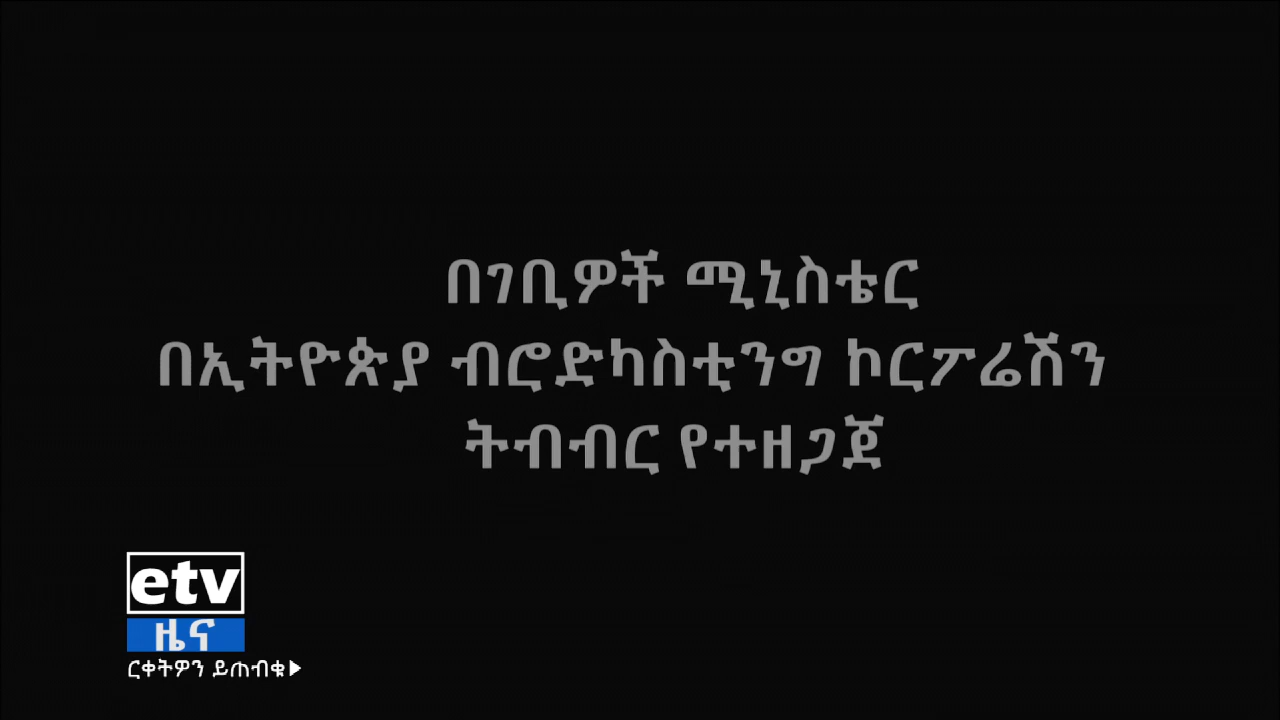 በገቢዎች ሚኒስቴር
በኢትዮጵያ ብሮድካስቲንግ ኮርፖሬሽን
ትብብር የተዘጋጀ
etv
ዜና
ርቀትዎን ይጠብቁ